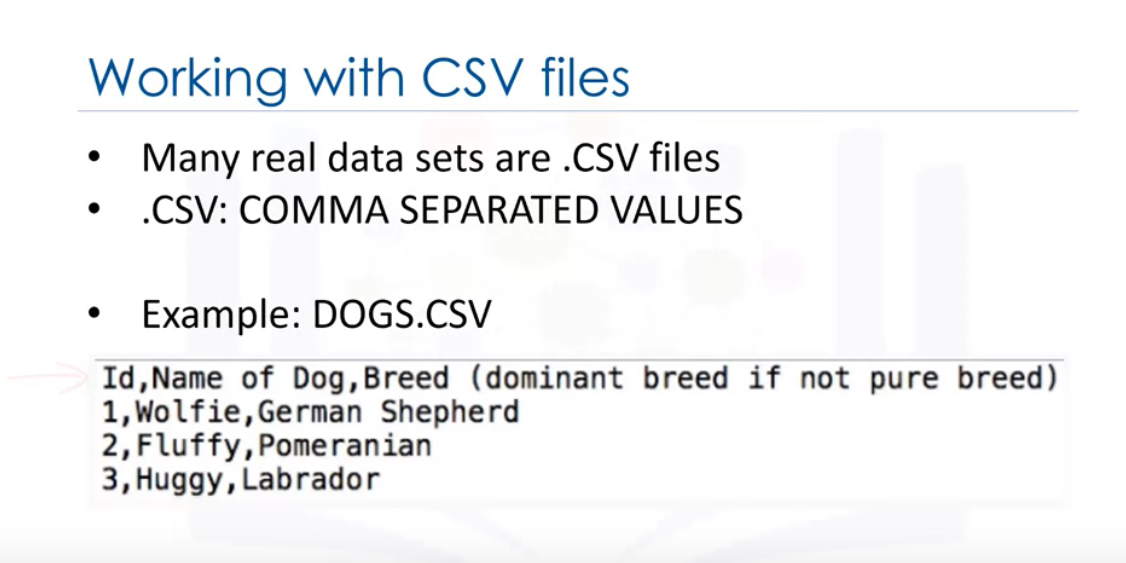 Working with CSV files
• Many real data sets are .CSV files
• .CSV: COMMA SEPARATED VALUES
• Example: DOGS.CSV
Id,Name of Dog,Breed (dominant breed if not pure breed)
1,Wolfie,German Shepherd
2,Fluffy,Pomeranian
3,Huggy,Labrador